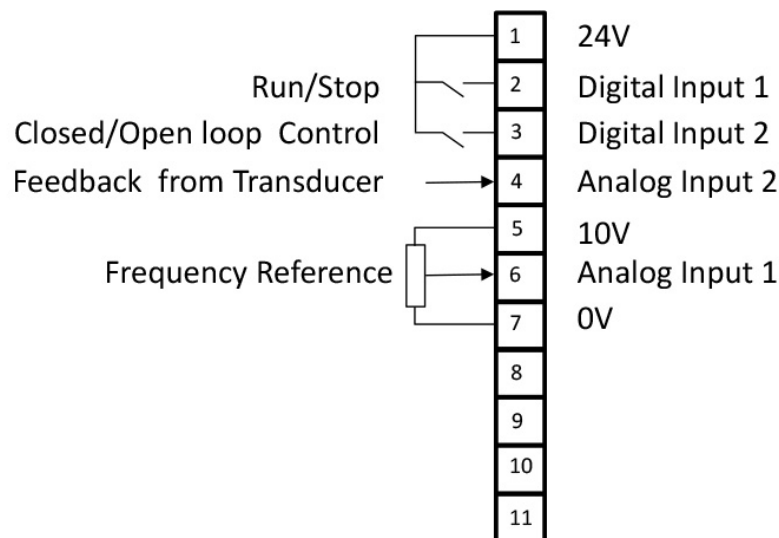 1 24V
Run/Stop 2 Digital Input 1
Closed/Open loop Control 3 Digital Input 2
Feedback from Transducer 4 Analog Input 2
5 10V
Frequency Reference 6 Analog Input 1
7 0V
8
9
10
11